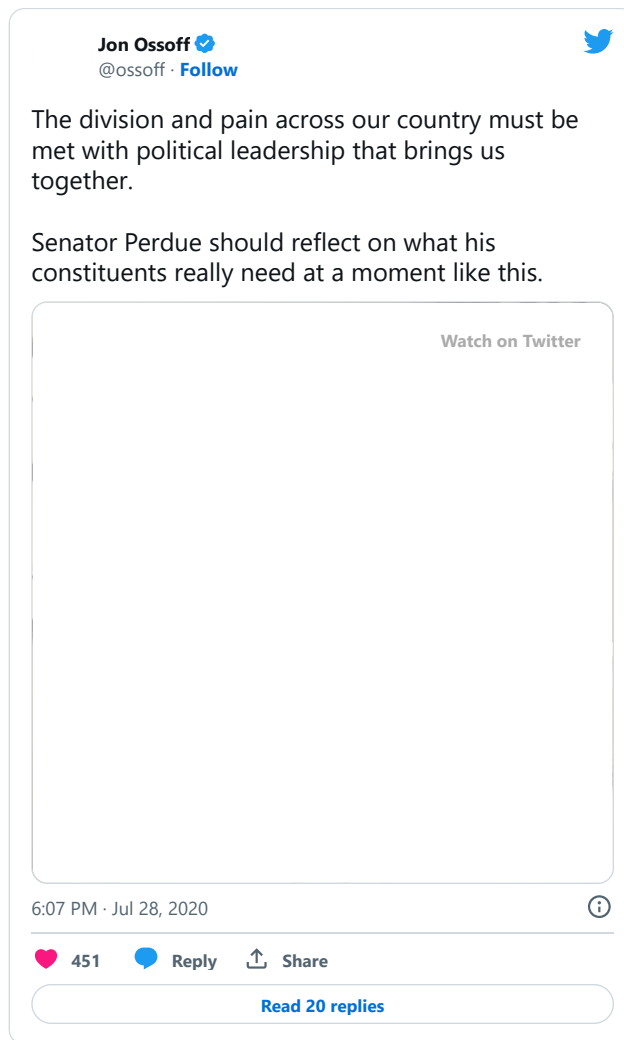 Jon Ossoff
@ossoff · Follow
The division and pain across our country must be
met with political leadership that brings us
together.
Senator Perdue should reflect on what his
constituents really need at a moment like this.
Watch on Twitter
6:07 PM · Jul 28, 2020
451 Reply Share
Read 20 replies